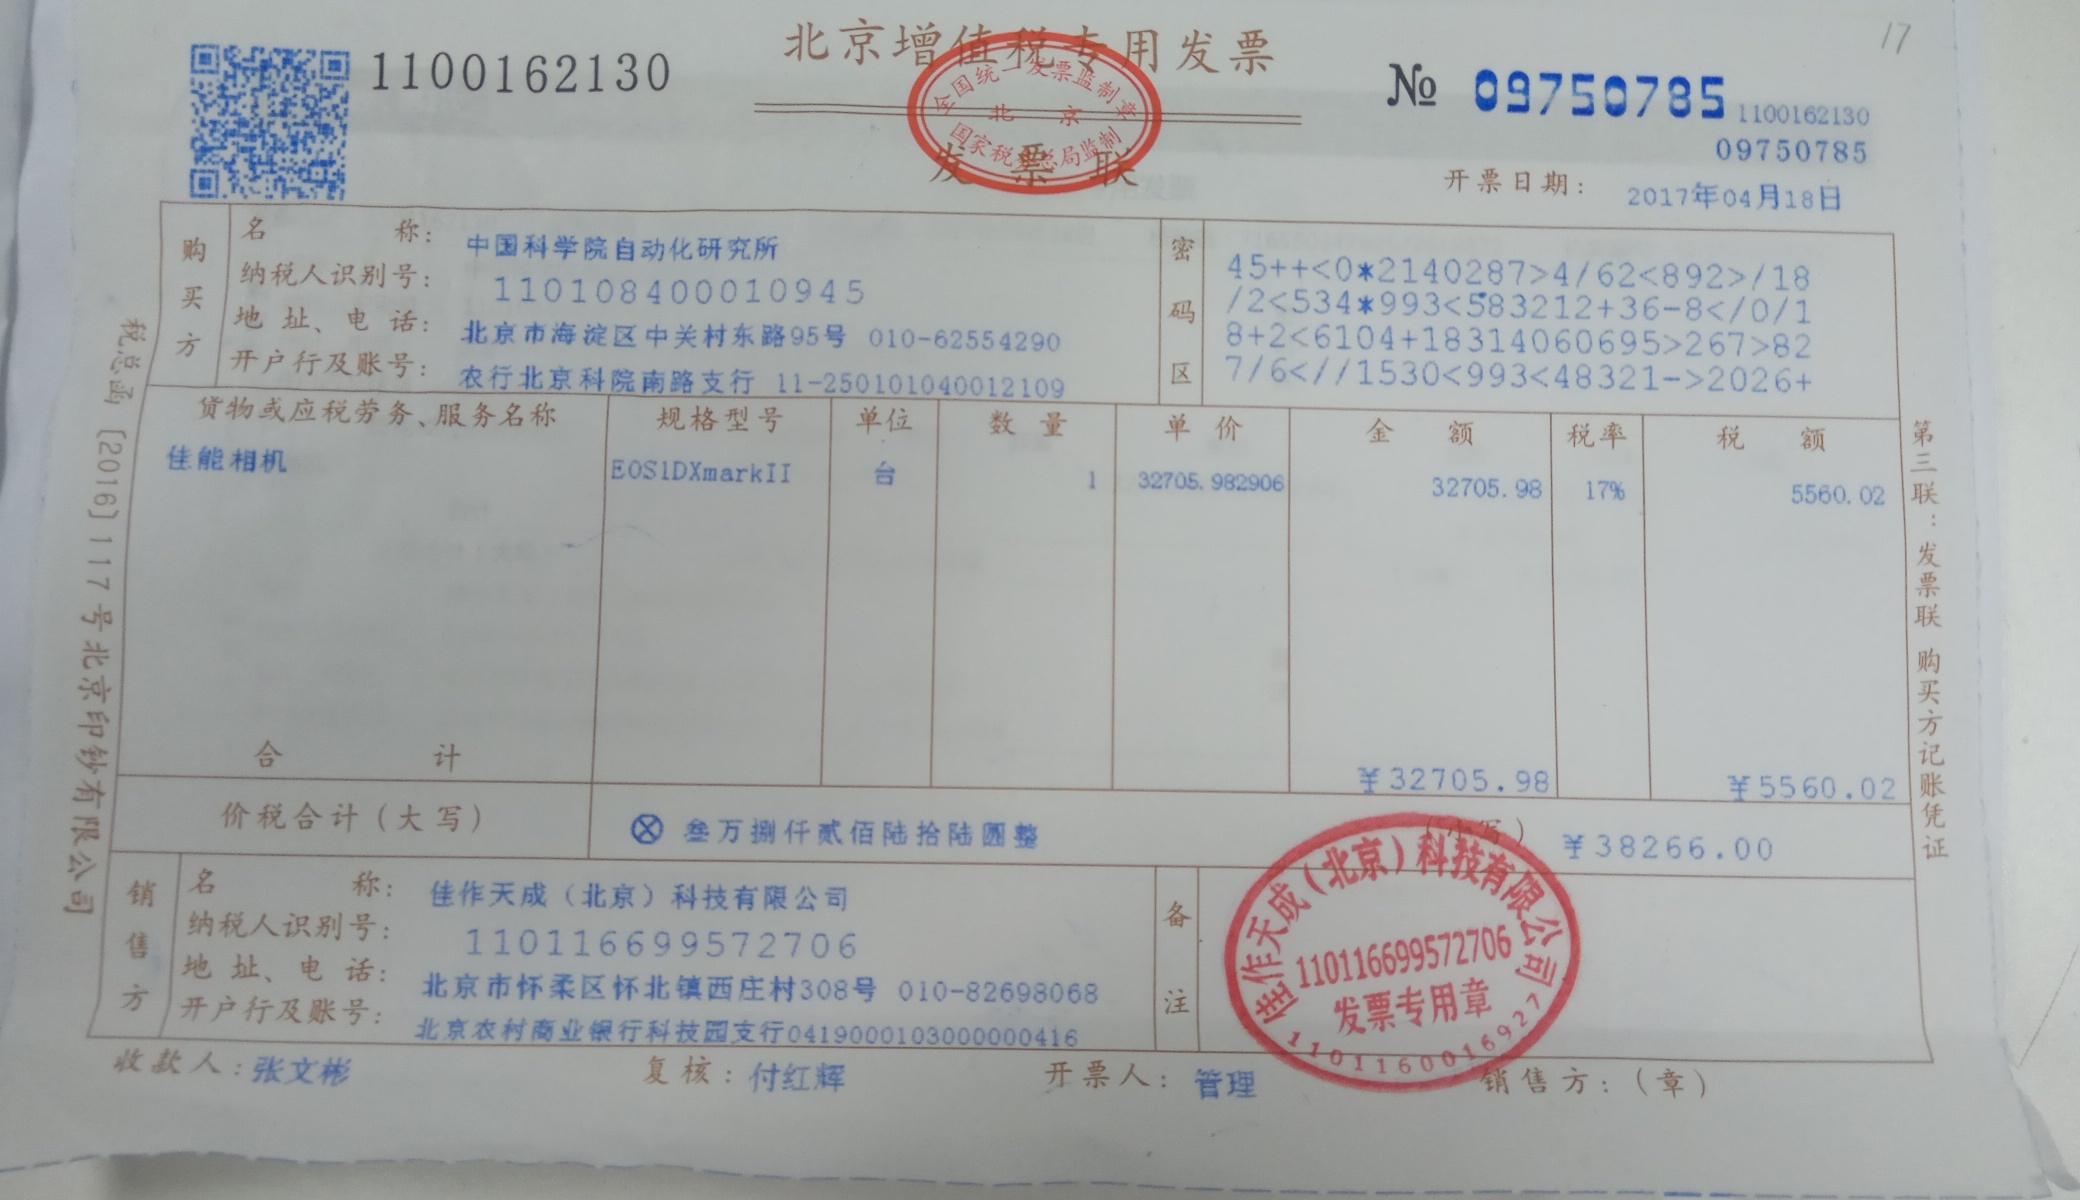 17
北京增值税专用发票
1100162130
№ 09750785
1100162130
09750785
全国统一发票监制章
北京
国家税务总局监制
发票联
开票日期: 2017年04月18日
购买方
名称: 中国科学院自动化研究所
纳税人识别号: 110108400010945
地址、电话: 北京市海淀区中关村东路95号 010-62554290
开户行及账号: 农行北京科院南路支行 11-250101040012109
密码区
45++<0*2140287>4/62<892>/18
/2<534*993<583212+36-8</0/1
8+2<6104+18314060695>267>82
7/6<//1530<993<48321->2026+
货物或应税劳务、服务名称 规格型号 单位 数量 单价 金额 税率 税额
佳能相机 EOS1DXmarkII 台 1 32705.982906 32705.98 17% 5560.02
合计 ¥32705.98 ¥5560.02
价税合计(大写) ⊗ 叁万捌仟贰佰陆拾陆圆整 (小写) ¥38266.00
销售方
名称: 佳作天成(北京)科技有限公司
纳税人识别号: 110116699572706
地址、电话: 北京市怀柔区怀北镇西庄村308号 010-82698068
开户行及账号: 北京农村商业银行科技园支行0419000103000000416
备注
佳作天成(北京)科技有限公司
110116699572706
发票专用章
1101160016927
收款人: 张文彬 复核: 付红辉 开票人: 管理 销售方:(章)
税总函[2016]117号北京印钞有限公司
第三联:发票联 购买方记账凭证